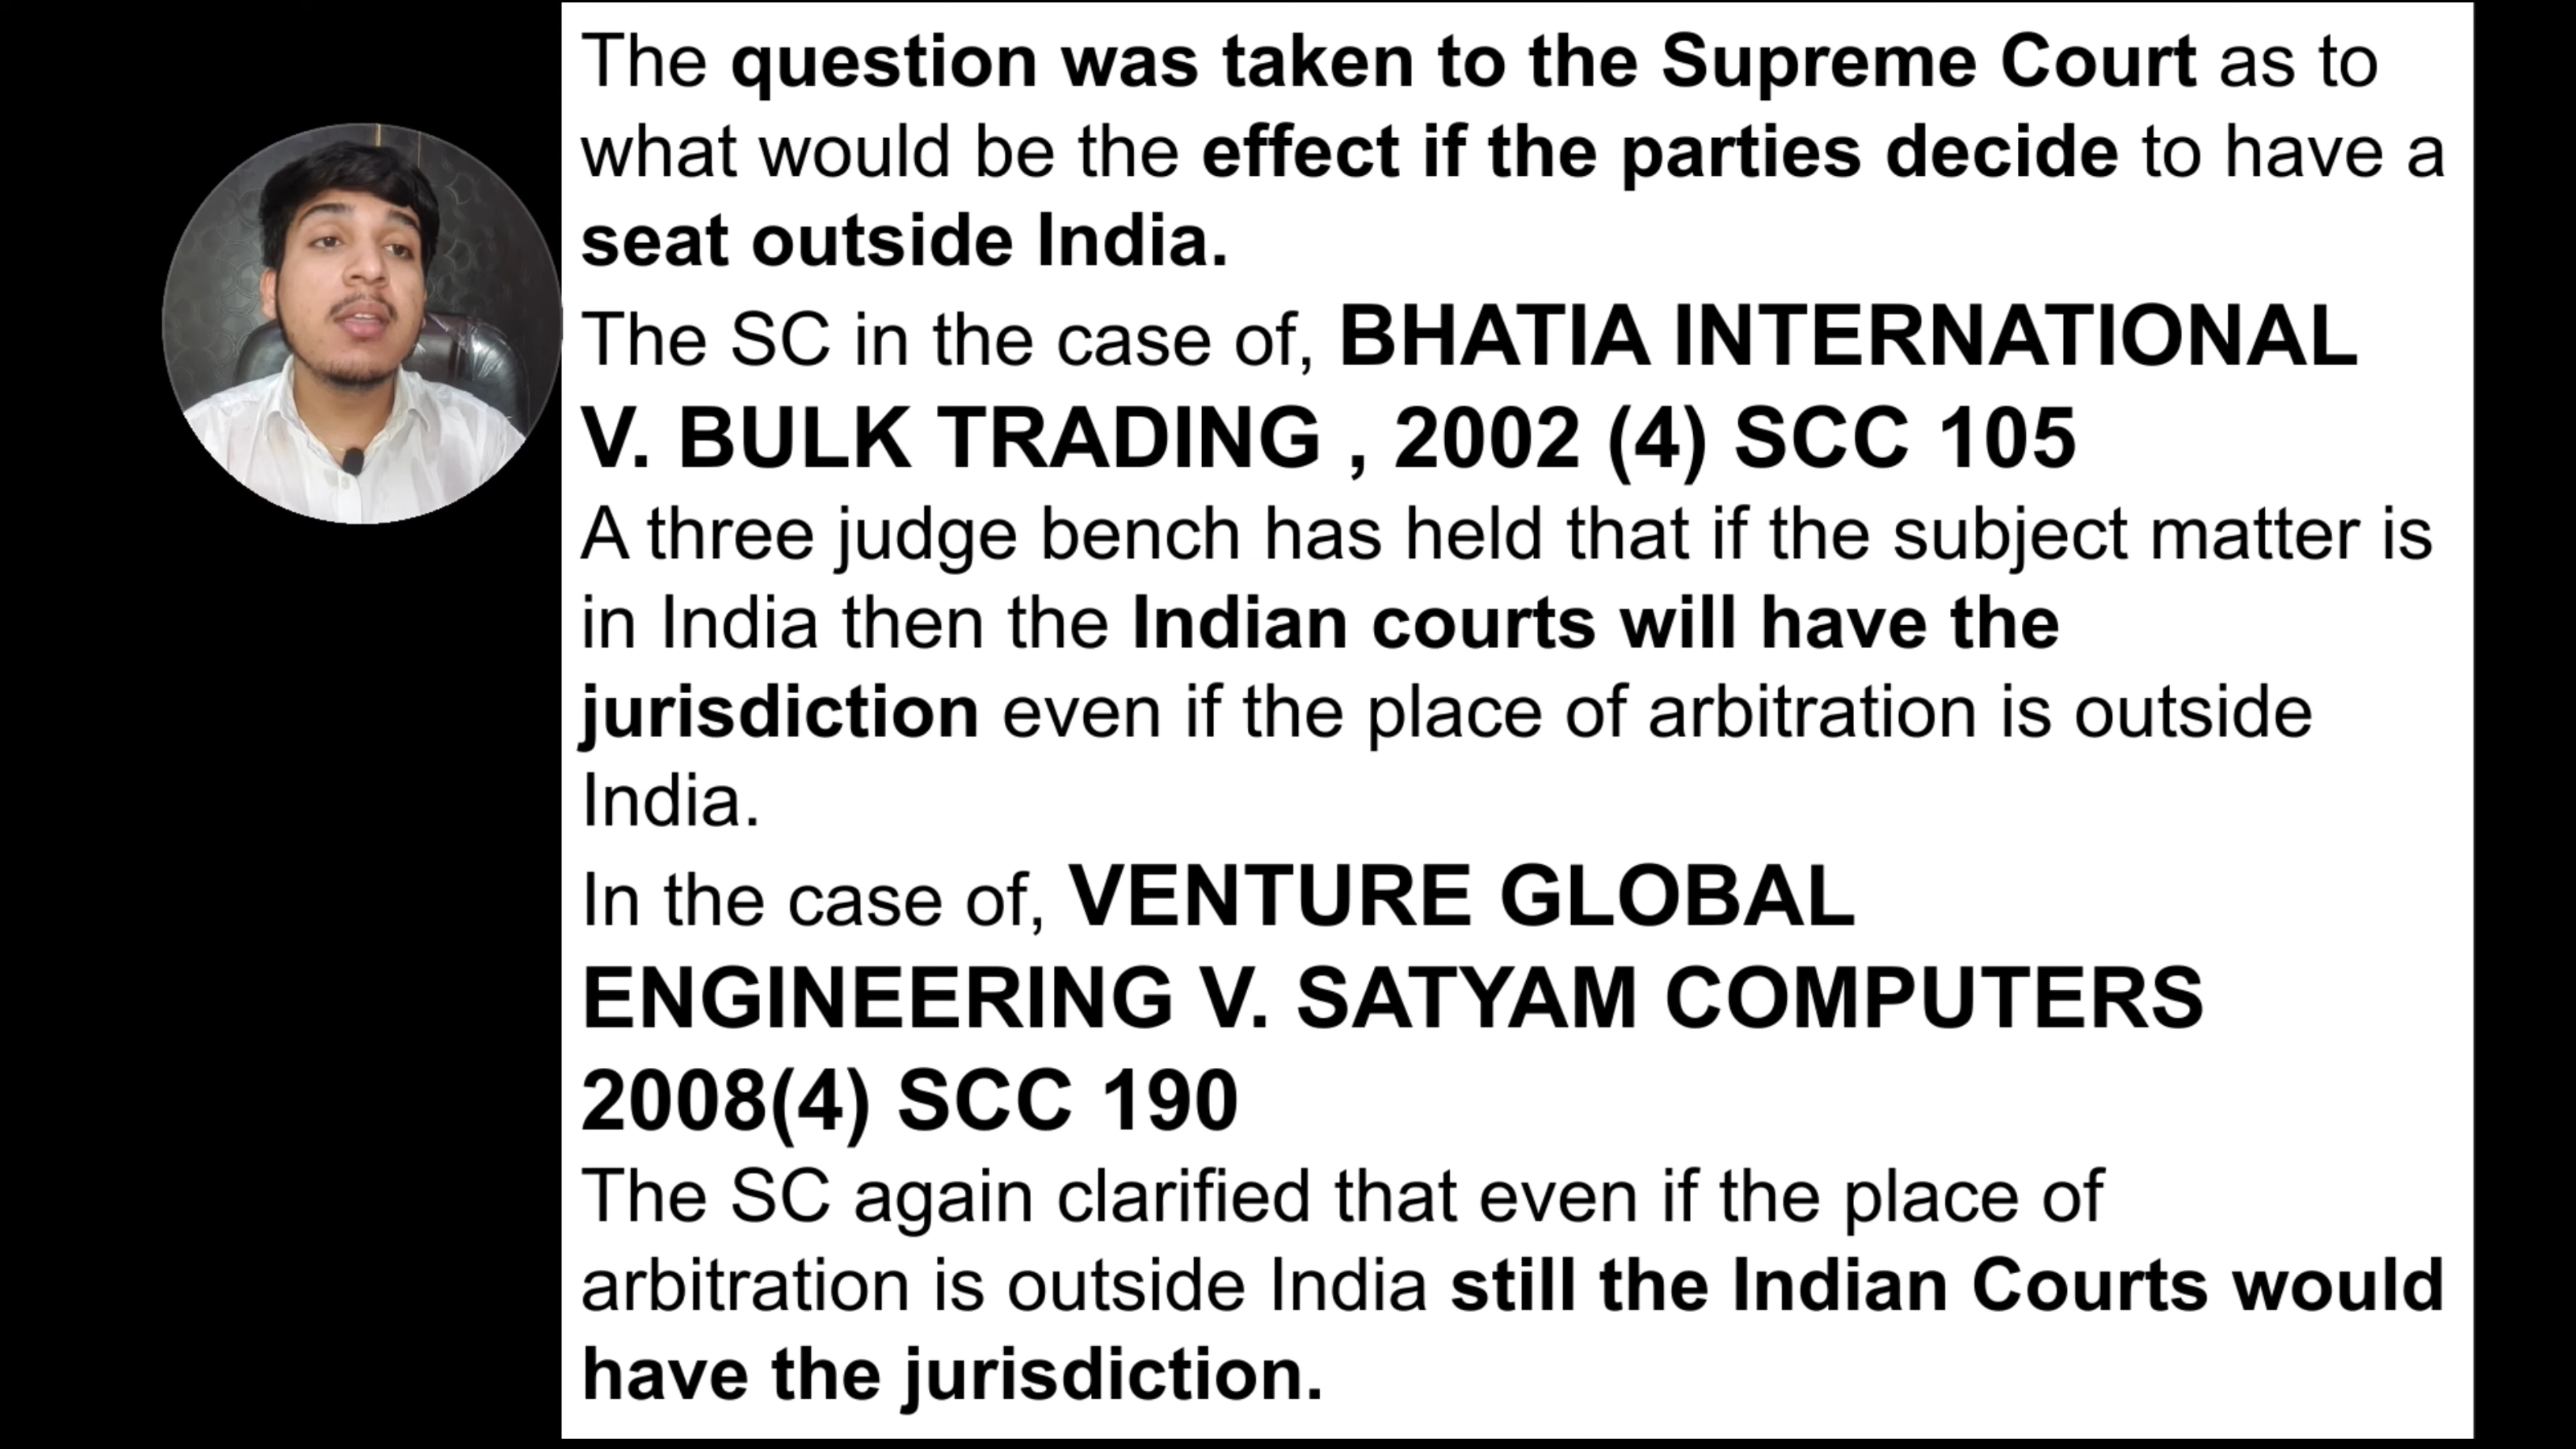 The question was taken to the Supreme Court as to
what would be the effect if the parties decide to have a
seat outside India.
The SC in the case of, BHATIA INTERNATIONAL
V. BULK TRADING , 2002 (4) SCC 105
A three judge bench has held that if the subject matter is
in India then the Indian courts will have the
jurisdiction even if the place of arbitration is outside
India.
In the case of, VENTURE GLOBAL
ENGINEERING V. SATYAM COMPUTERS
2008(4) SCC 190
The SC again clarified that even if the place of
arbitration is outside India still the Indian Courts would
have the jurisdiction.